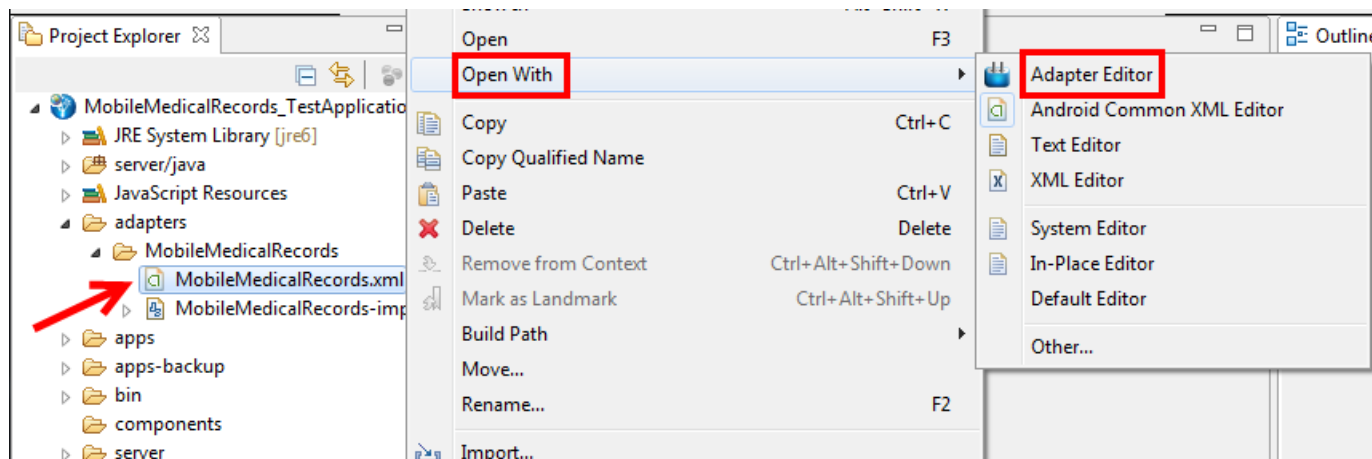 Project Explorer
MobileMedicalRecords_TestApplicatio
JRE System Library [jre6]
server/java
JavaScript Resources
adapters
MobileMedicalRecords
MobileMedicalRecords.xml
MobileMedicalRecords-imp
apps
apps-backup
bin
components
server
Open F3
Open With
Copy Ctrl+C
Copy Qualified Name
Paste Ctrl+V
Delete Delete
Remove from Context Ctrl+Alt+Shift+Down
Mark as Landmark Ctrl+Alt+Shift+Up
Build Path
Move...
Rename... F2
Import...
Adapter Editor
Android Common XML Editor
Text Editor
XML Editor
System Editor
In-Place Editor
Default Editor
Other...
Outline